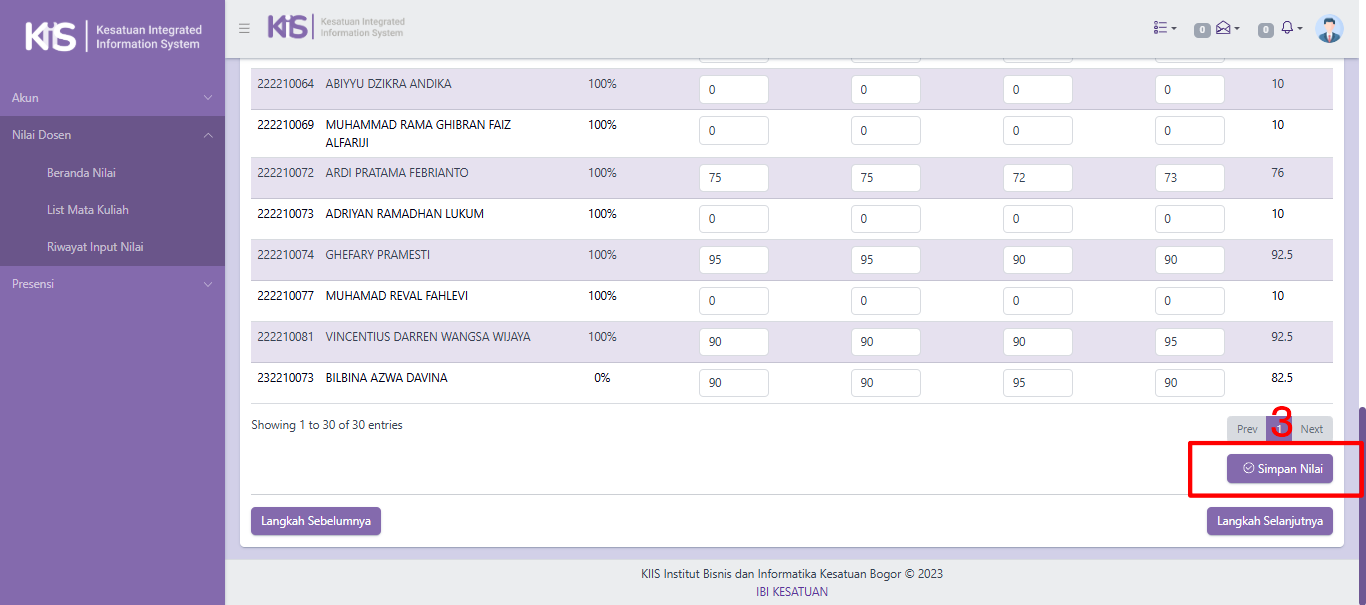 KIIS
Kesatuan Integrated
Information System
KIIS
Kesatuan Integrated
Information System
0
0
Akun
Nilai Dosen
Beranda Nilai
List Mata Kuliah
Riwayat Input Nilai
Presensi
222210064 ABIYYU DZIKRA ANDIKA 100% 0 0 0 0 10
222210069 MUHAMMAD RAMA GHIBRAN FAIZ 100% 0 0 0 0 10
ALFARIJI
222210072 ARDI PRATAMA FEBRIANTO 100% 75 75 72 73 76
222210073 ADRIYAN RAMADHAN LUKUM 100% 0 0 0 0 10
222210074 GHEFARY PRAMESTI 100% 95 95 90 90 92.5
222210077 MUHAMAD REVAL FAHLEVI 100% 0 0 0 0 10
222210081 VINCENTIUS DARREN WANGSA WIJAYA 100% 90 90 90 95 92.5
232210073 BILBINA AZWA DAVINA 0% 90 90 95 90 82.5
Showing 1 to 30 of 30 entries
Prev 1 Next
3
Simpan Nilai
Langkah Sebelumnya
Langkah Selanjutnya
KIIS Institut Bisnis dan Informatika Kesatuan Bogor © 2023
IBI KESATUAN